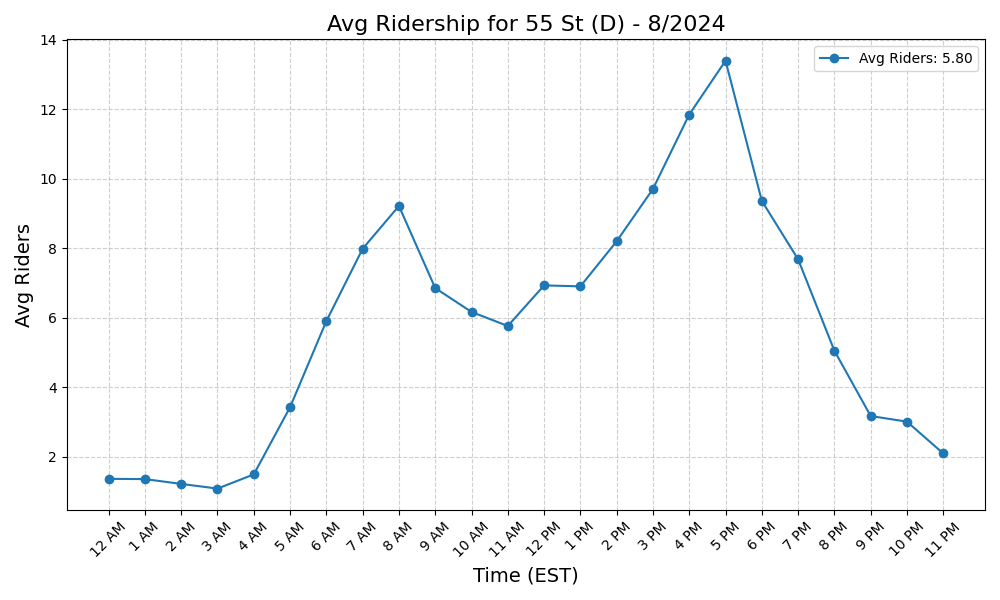 Avg Ridership for 55 St (D) - 8/2024
Avg Riders: 5.80
Avg Riders
14
12
10
8
6
4
2
12 AM
1 AM
2 AM
3 AM
4 AM
5 AM
6 AM
7 AM
8 AM
9 AM
10 AM
11 AM
12 PM
1 PM
2 PM
3 PM
4 PM
5 PM
6 PM
7 PM
8 PM
9 PM
10 PM
11 PM
Time (EST)